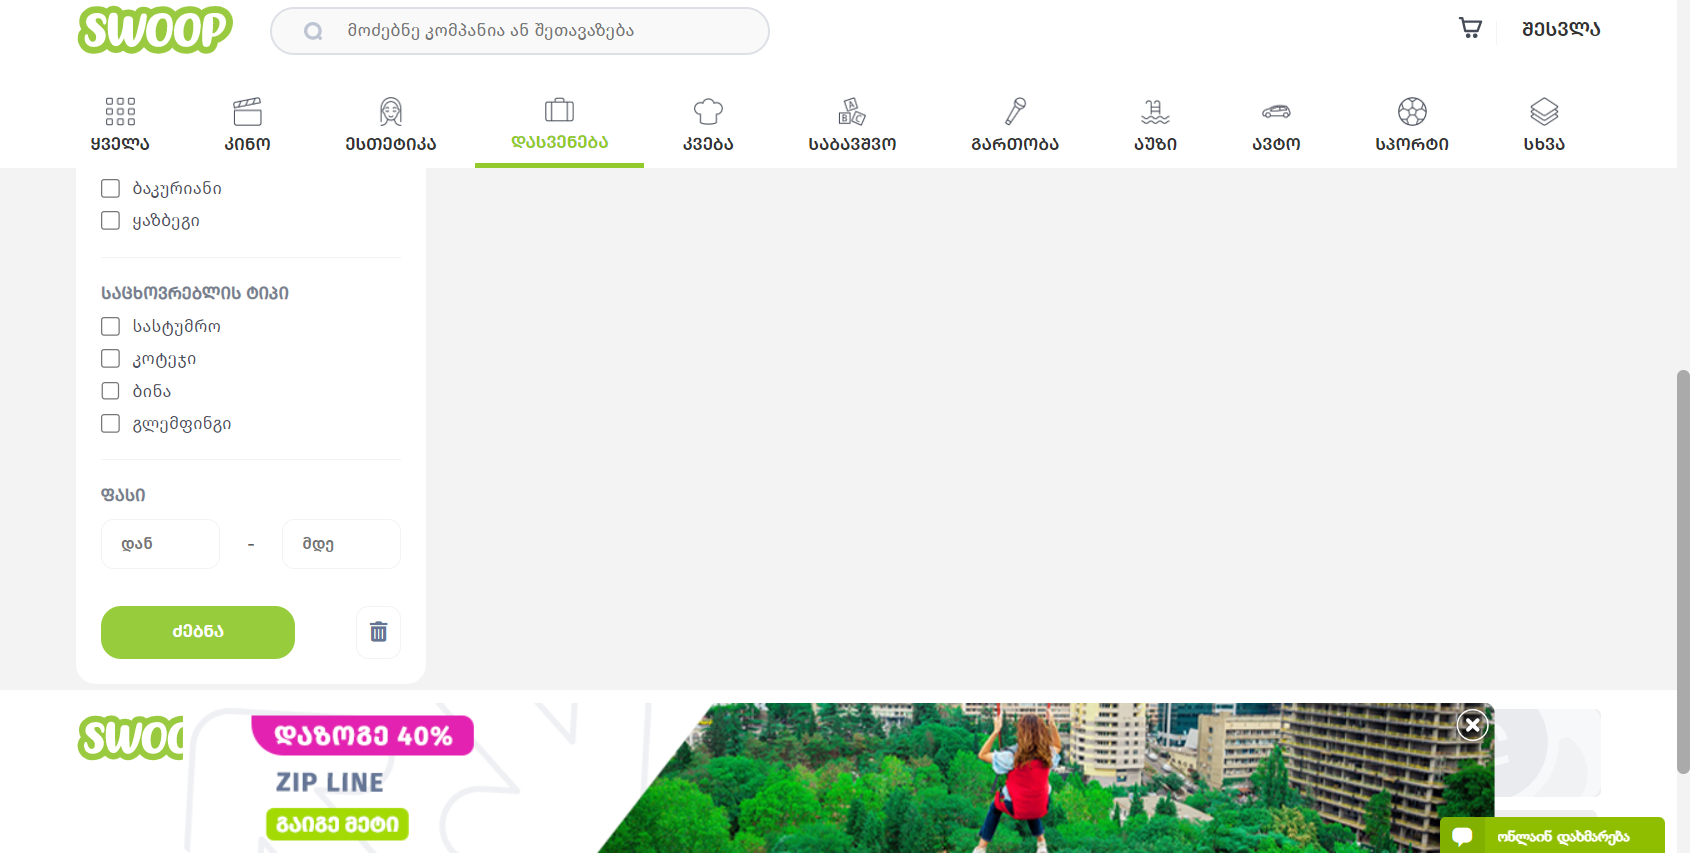 SWOOP
მოძებნე კომპანია ან შეთავაზება
შესვლა
ყველა
კინო
ესთეტიკა
დასვენება
კვება
საბავშვო
გართობა
აუზი
ავტო
სპორტი
სხვა
ბაკურიანი
ყაზბეგი
საცხოვრებლის ტიპი
სასტუმრო
კოტეჯი
ბინა
გლემფინგი
ფასი
დან - მდე
ძებნა
SWOO
დაზოგე 40%
ZIP LINE
გაიგე მეტი
ონლაინ დახმარება